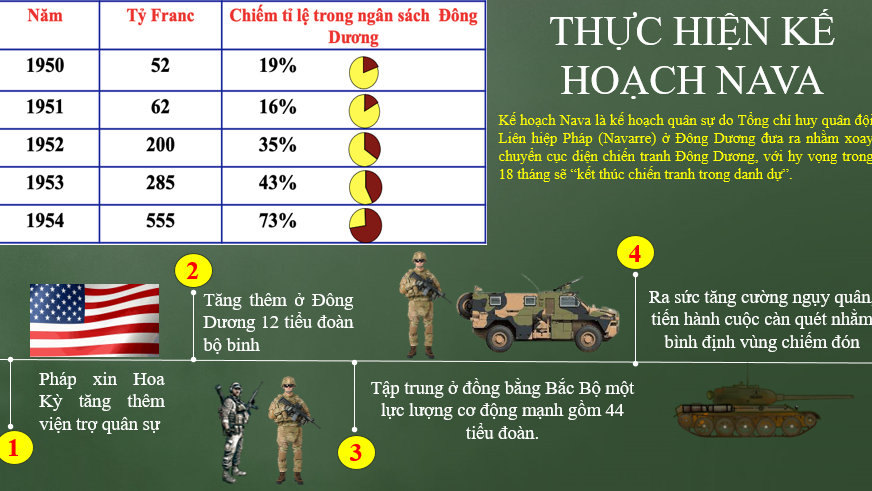 Năm Tỷ Franc Chiếm tỉ lệ trong ngân sách Đông
Dương
1950 52 19%
1951 62 16%
1952 200 35%
1953 285 43%
1954 555 73%
THỰC HIỆN KẾ
HOẠCH NAVA
Kế hoạch Nava là kế hoạch quân sự do Tổng chỉ huy quân đội
Liên hiệp Pháp (Navarre) ở Đông Dương đưa ra nhằm xoay
chuyển cục diện chiến tranh Đông Dương, với hy vọng trong
18 tháng sẽ “kết thúc chiến tranh trong danh dự”.
1
Pháp xin Hoa
Kỳ tăng thêm
viện trợ quân sự
2
Tăng thêm ở Đông
Dương 12 tiểu đoàn
bộ binh
3
Tập trung ở đồng bằng Bắc Bộ một
lực lượng cơ động mạnh gồm 44
tiểu đoàn.
4
Ra sức tăng cường ngụy quân,
tiến hành cuộc càn quét nhằm
bình định vùng chiếm đón